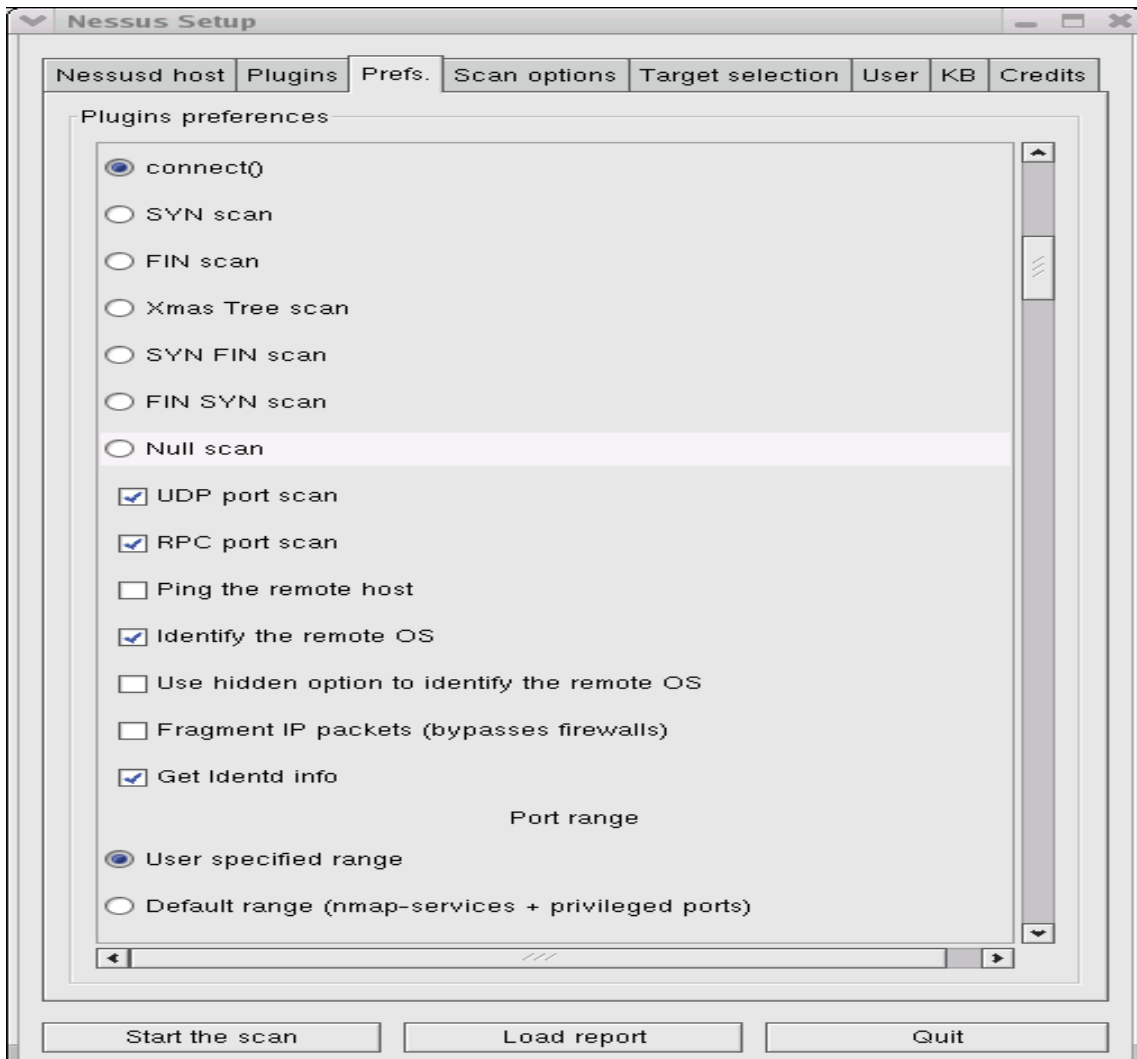 Nessus Setup
Nessusd host Plugins Prefs. Scan options Target selection User KB Credits
Plugins preferences
connect()
SYN scan
FIN scan
Xmas Tree scan
SYN FIN scan
FIN SYN scan
Null scan
UDP port scan
RPC port scan
Ping the remote host
Identify the remote OS
Use hidden option to identify the remote OS
Fragment IP packets (bypasses firewalls)
Get Identd info
Port range
User specified range
Default range (nmap-services + privileged ports)
Start the scan Load report Quit